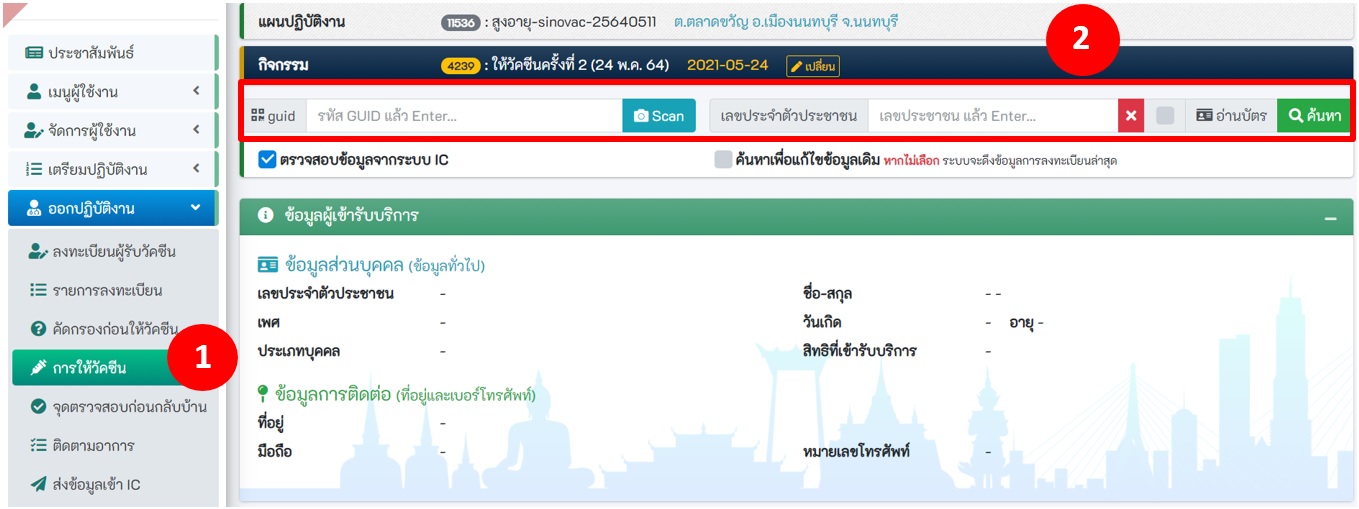 แผนปฏิบัติงาน 11536 : สูงอายุ-sinovac-25640511 ต.ตลาดขวัญ อ.เมืองนนทบุรี จ.นนทบุรี
2
ประชาสัมพันธ์
กิจกรรม 4239 : ให้วัคซีนครั้งที่ 2 (24 พ.ค. 64) 2021-05-24 เปลี่ยน
เมนูผู้ใช้งาน
guid รหัส GUID แล้ว Enter... Scan เลขประจำตัวประชาชน เลขประชาชน แล้ว Enter... อ่านบัตร ค้นหา
จัดการผู้ใช้งาน
ตรวจสอบข้อมูลจากระบบ IC ค้นหาเพื่อแก้ไขข้อมูลเดิม หากไม่เลือก ระบบจะดึงข้อมูลการลงทะเบียนล่าสุด
เตรียมปฏิบัติงาน
ออกปฏิบัติงาน
ข้อมูลผู้เข้ารับบริการ
ลงทะเบียนผู้รับวัคซีน
ข้อมูลส่วนบุคคล (ข้อมูลทั่วไป)
รายการลงทะเบียน
เลขประจำตัวประชาชน - ชื่อ-สกุล - -
คัดกรองก่อนให้วัคซีน
เพศ - วันเกิด - อายุ -
1
ประเภทบุคคล - สิทธิที่เข้ารับบริการ -
การให้วัคซีน
ข้อมูลการติดต่อ (ที่อยู่และเบอร์โทรศัพท์)
จุดตรวจสอบก่อนกลับบ้าน
ที่อยู่ -
ติดตามอาการ
มือถือ - หมายเลขโทรศัพท์ -
ส่งข้อมูลเข้า IC